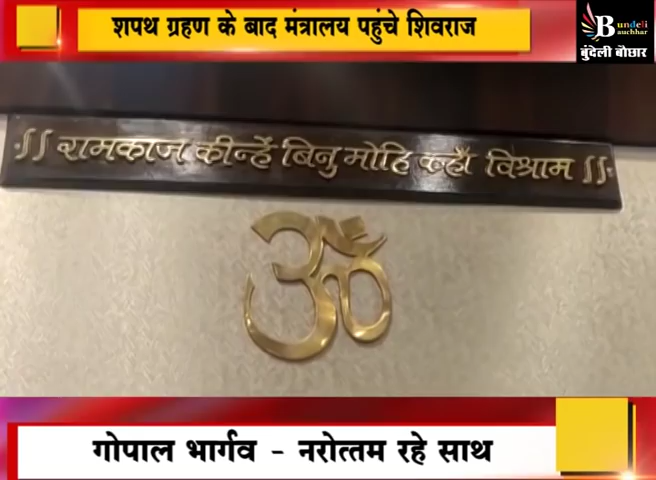 शपथ ग्रहण के बाद मंत्रालय पहुंचे शिवराज
Bundeli
Bauchhar
बुंदेली बौछार
॥ रामकाज कीन्हें बिनु मोहि कहाँ विश्राम ॥
ॐ
गोपाल भार्गव - नरोत्तम रहे साथ